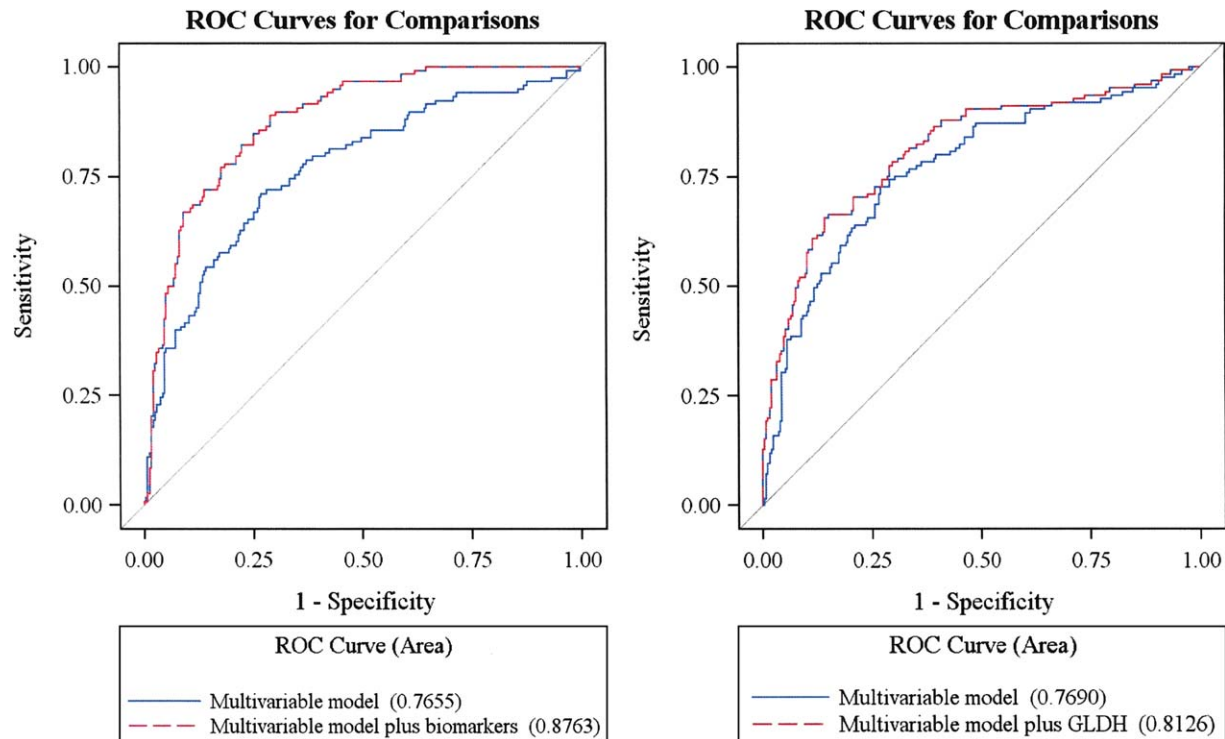 ROC Curves for Comparisons
1.00
0.75
0.50
0.25
0.00
Sensitivity
0.00 0.25 0.50 0.75 1.00
1 - Specificity
ROC Curve (Area)
Multivariable model (0.7655)
Multivariable model plus biomarkers (0.8763)
ROC Curves for Comparisons
1.00
0.75
0.50
0.25
0.00
Sensitivity
0.00 0.25 0.50 0.75 1.00
1 - Specificity
ROC Curve (Area)
Multivariable model (0.7690)
Multivariable model plus GLDH (0.8126)